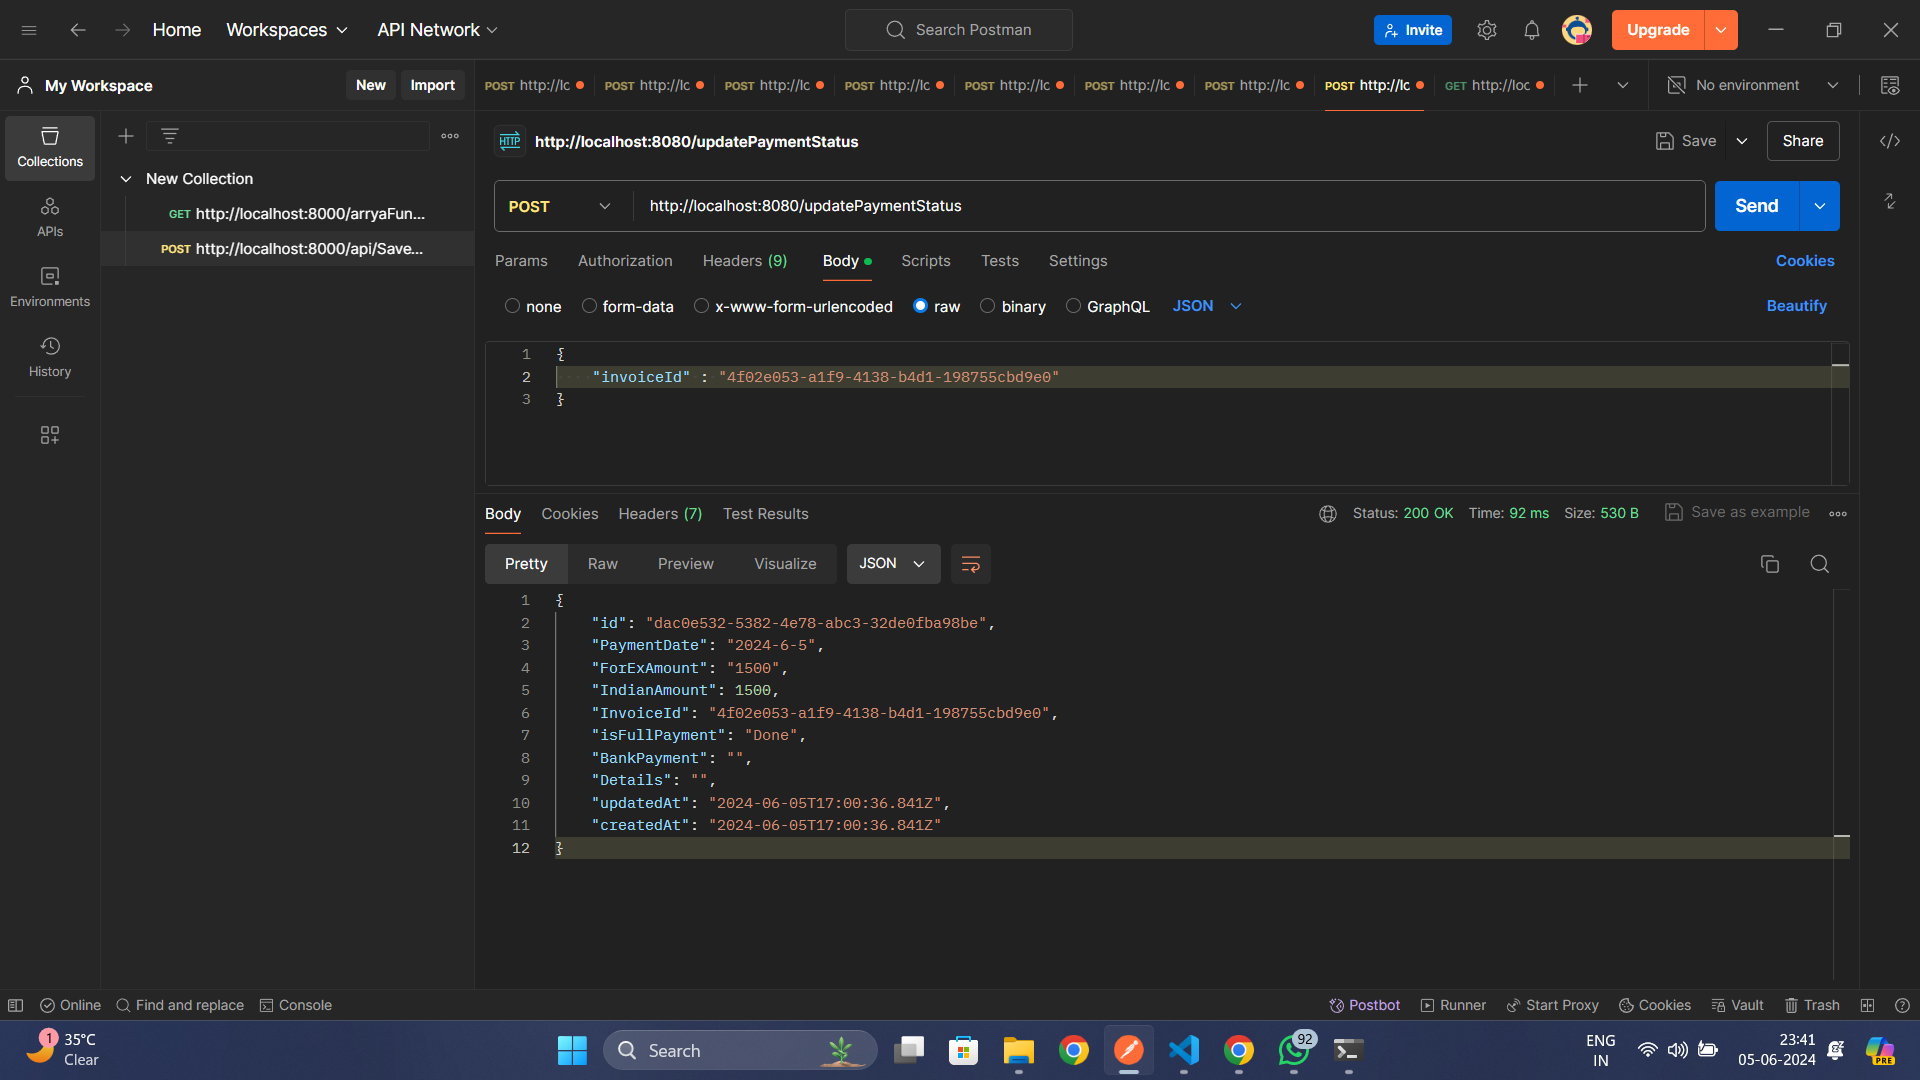 Home
Workspaces
API Network
Search Postman
Invite
Upgrade
My Workspace
New
Import
POST http://lc
POST http://lc
POST http://lc
POST http://lc
POST http://lc
POST http://lc
POST http://lc
POST http://lc
GET http://loc
No environment
Collections
APIs
Environments
History
New Collection
GET http://localhost:8000/arryaFun...
POST http://localhost:8000/api/Save...
HTTP http://localhost:8080/updatePaymentStatus
Save
Share
POST
http://localhost:8080/updatePaymentStatus
Send
Params
Authorization
Headers (9)
Body
Scripts
Tests
Settings
Cookies
none
form-data
x-www-form-urlencoded
raw
binary
GraphQL
JSON
Beautify
1 {
2 "invoiceId" : "4f02e053-a1f9-4138-b4d1-198755cbd9e0"
3 }
Body
Cookies
Headers (7)
Test Results
Status: 200 OK
Time: 92 ms
Size: 530 B
Save as example
Pretty
Raw
Preview
Visualize
JSON
1 {
2 "id": "dac0e532-5382-4e78-abc3-32de0fba98be",
3 "PaymentDate": "2024-6-5",
4 "ForExAmount": "1500",
5 "IndianAmount": 1500,
6 "InvoiceId": "4f02e053-a1f9-4138-b4d1-198755cbd9e0",
7 "isFullPayment": "Done",
8 "BankPayment": "",
9 "Details": "",
10 "updatedAt": "2024-06-05T17:00:36.841Z",
11 "createdAt": "2024-06-05T17:00:36.841Z"
12 }
Online
Find and replace
Console
Postbot
Runner
Start Proxy
Cookies
Vault
Trash
1
35°C
Clear
Search
92
ENG
IN
23:41
05-06-2024
PRE